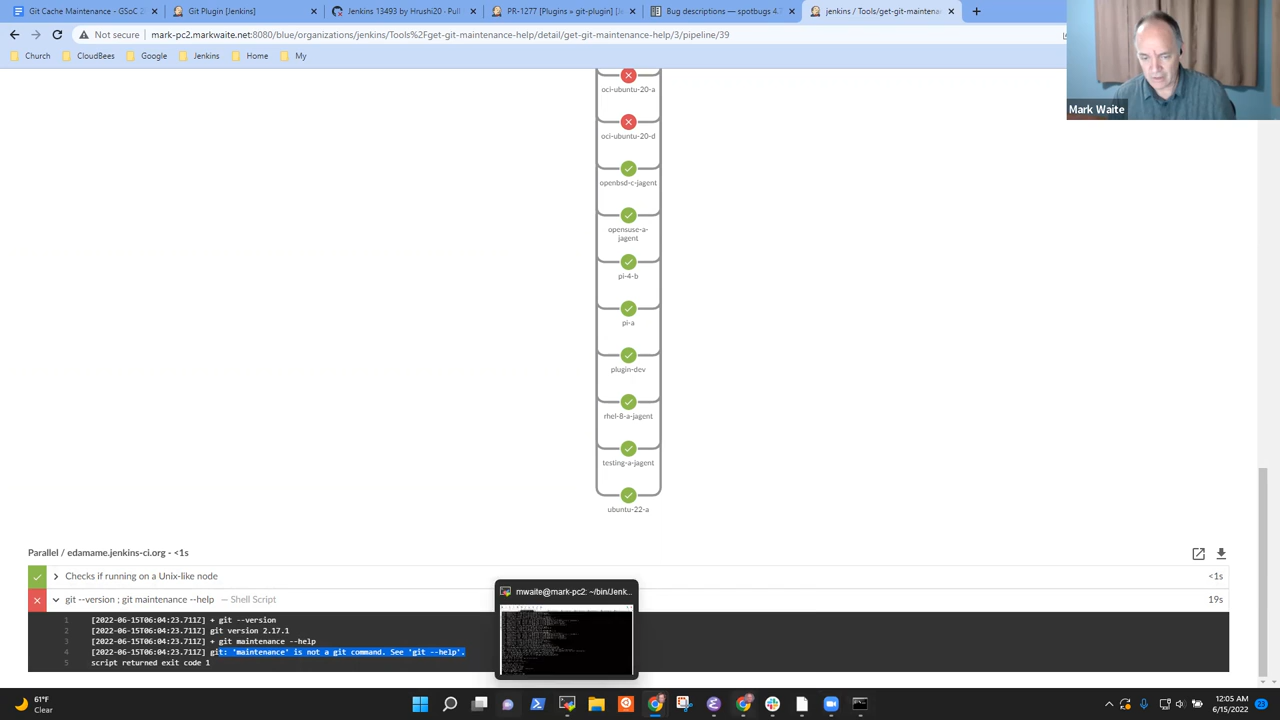 Git Cache Maintenance - GSoC 2
Jenkins 13493 by Hrushi20 · Pull
PR-1277 [Plugins » git-plugin] [J
Bugs description — spotbugs 4.7
jenkins / Tools/get-git-maintenan
Not secure
mark-pc2.markwaite.net:8080/blue/organizations/jenkins/Tools%2Fget-git-maintenance-help/detail/get-git-maintenance-help/3/pipeline/39
Church
CloudBees
Google
Jenkins
Home
My
Mark Waite
oci-ubuntu-20-a
oci-ubuntu-20-d
openbsd-c-jagent
opensuse-a-
jagent
pi-4-b
pi-a
plugin-dev
rhel-8-a-jagent
testing-a-jagent
ubuntu-22-a
Parallel / edamame.jenkins-ci.org - <1s
Checks if running on a Unix-like node
<1s
mwaite@mark-pc2: ~/bin/Jenk...
git --version ; git maintenance --help — Shell Script
19s
1 [2022-06-15T06:04:23.711Z] + git --version
2 [2022-06-15T06:04:23.711Z] git version 2.17.1
3 [2022-06-15T06:04:23.711Z] + git maintenance --help
4 [2022-06-15T06:04:23.711Z] git: 'maintenance' is not a git command. See 'git --help'.
5 script returned exit code 1
61°F
Clear
12:05 AM
6/15/2022
23